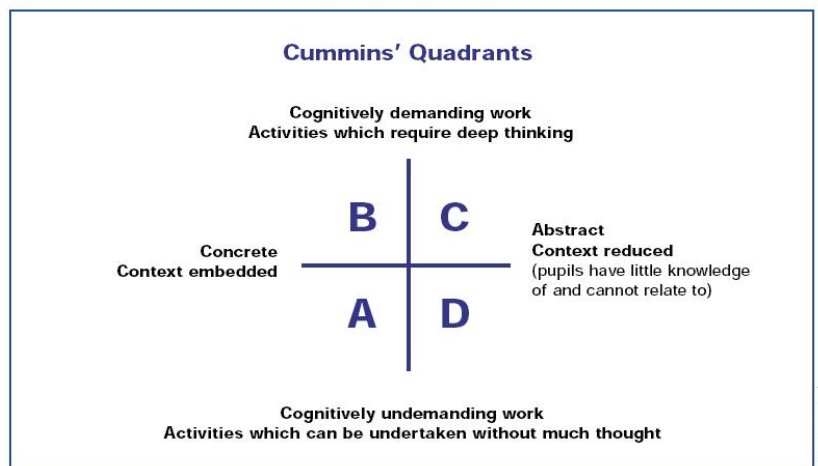 Cummins’ Quadrants
Cognitively demanding work
Activities which require deep thinking
B
C
Concrete
Context embedded
Abstract
Context reduced
(pupils have little knowledge
of and cannot relate to)
A
D
Cognitively undemanding work
Activities which can be undertaken without much thought